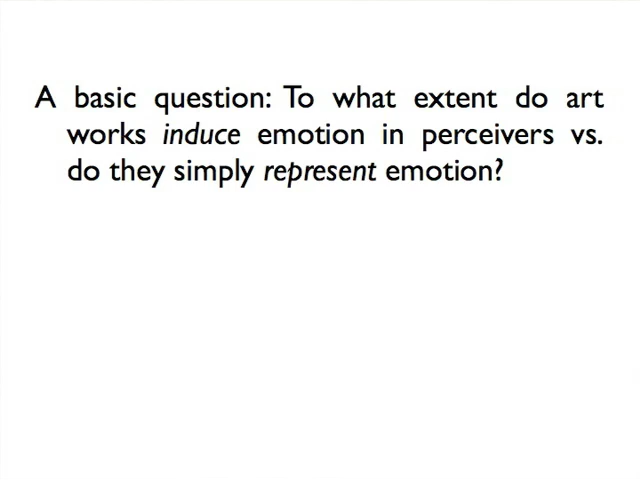 A basic question: To what extent do art
works induce emotion in perceivers vs.
do they simply represent emotion?